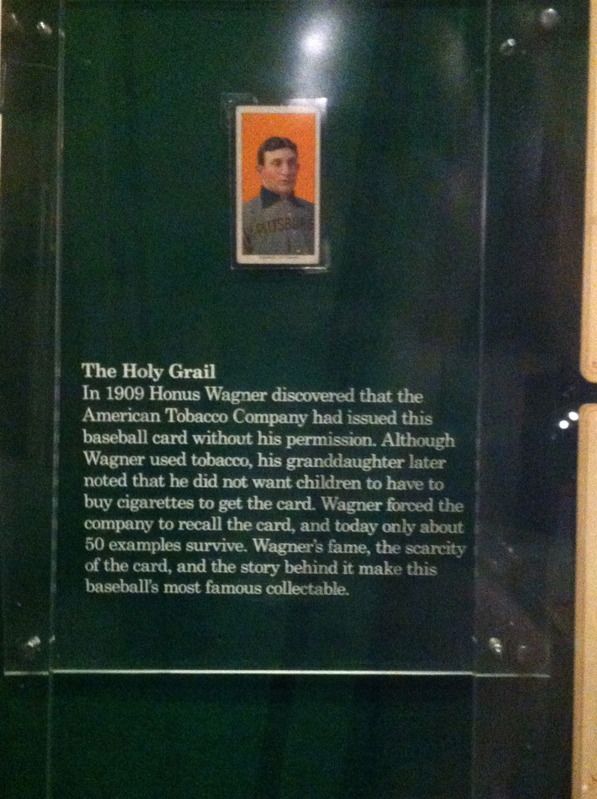 PITTSBURG
The Holy Grail
In 1909 Honus Wagner discovered that the
American Tobacco Company had issued this
baseball card without his permission. Although
Wagner used tobacco, his granddaughter later
noted that he did not want children to have to
buy cigarettes to get the card. Wagner forced the
company to recall the card, and today only about
50 examples survive. Wagner's fame, the scarcity
of the card, and the story behind it make this
baseball's most famous collectable.